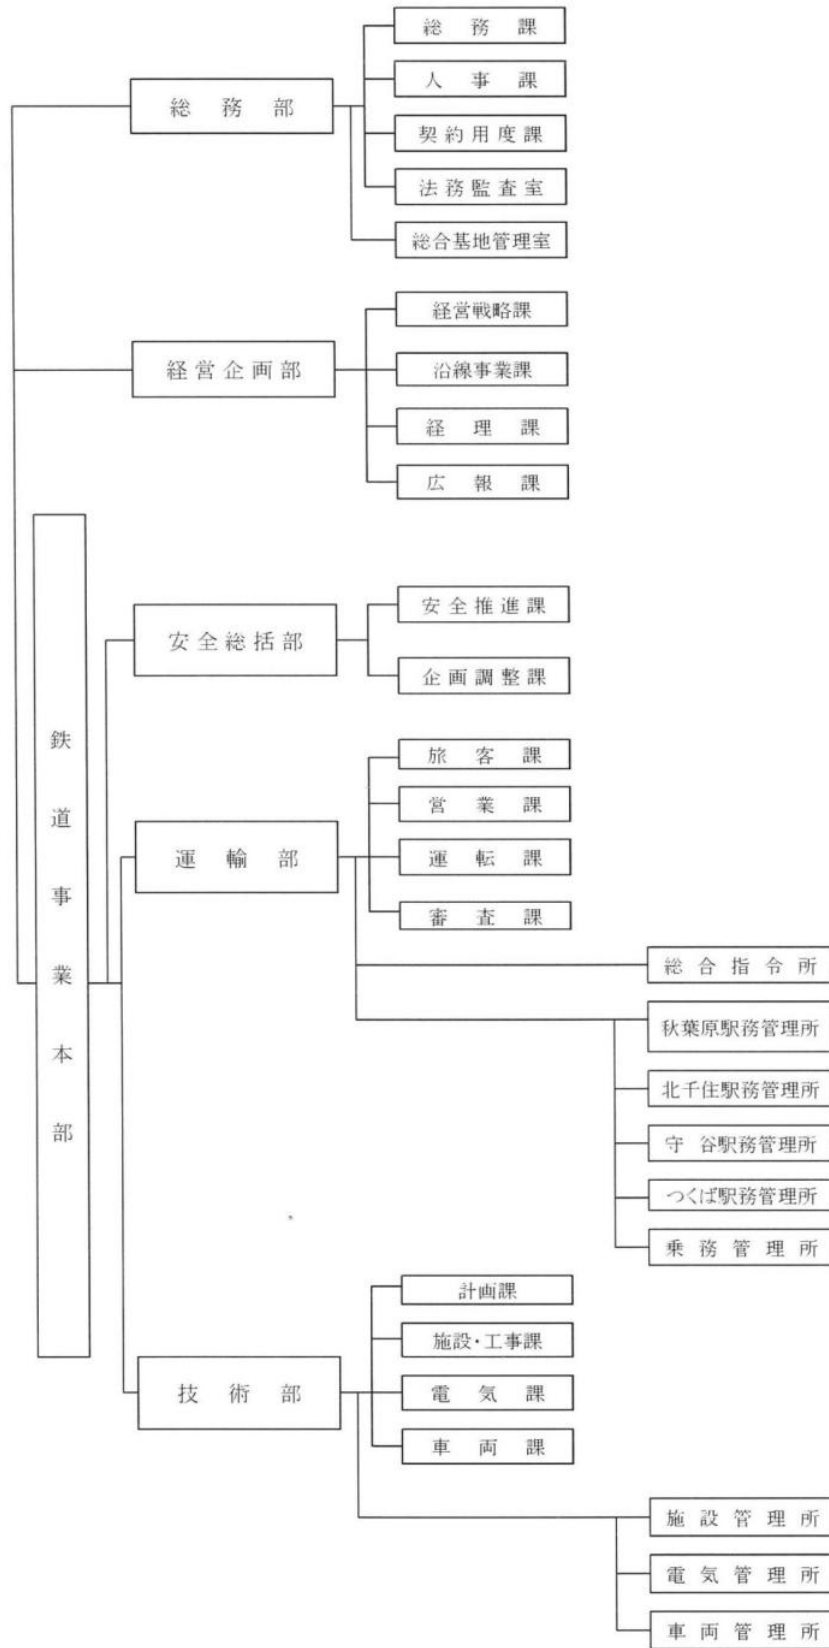 総務部
総務課
人事課
契約用度課
法務監査室
総合基地管理室
経営企画部
経営戦略課
沿線事業課
経理課
広報課
鉄道事業本部
安全総括部
安全推進課
企画調整課
運輸部
旅客課
営業課
運転課
審査課
総合指令所
秋葉原駅務管理所
北千住駅務管理所
守谷駅務管理所
つくば駅務管理所
乗務管理所
技術部
計画課
施設・工事課
電気課
車両課
施設管理所
電気管理所
車両管理所